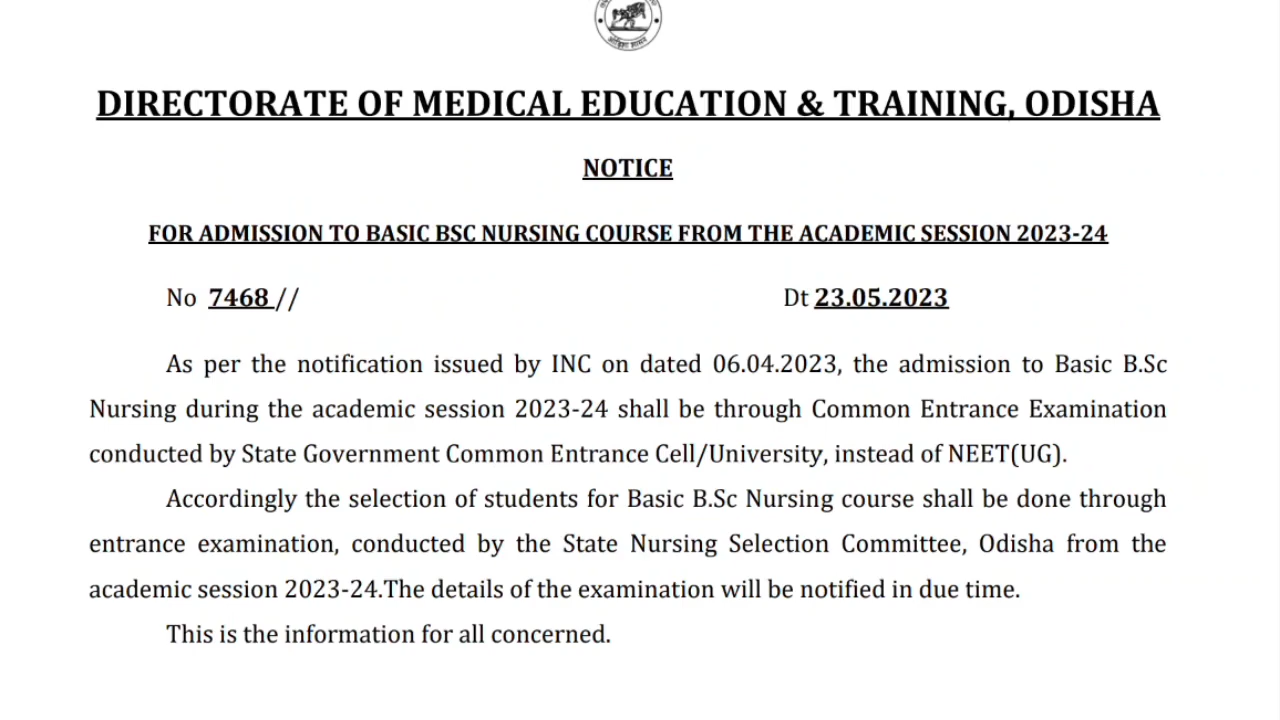 DIRECTORATE OF MEDICAL EDUCATION & TRAINING, ODISHA
NOTICE
FOR ADMISSION TO BASIC BSC NURSING COURSE FROM THE ACADEMIC SESSION 2023-24
No 7468 // Dt 23.05.2023
As per the notification issued by INC on dated 06.04.2023, the admission to Basic B.Sc
Nursing during the academic session 2023-24 shall be through Common Entrance Examination
conducted by State Government Common Entrance Cell/University, instead of NEET(UG).
Accordingly the selection of students for Basic B.Sc Nursing course shall be done through
entrance examination, conducted by the State Nursing Selection Committee, Odisha from the
academic session 2023-24.The details of the examination will be notified in due time.
This is the information for all concerned.